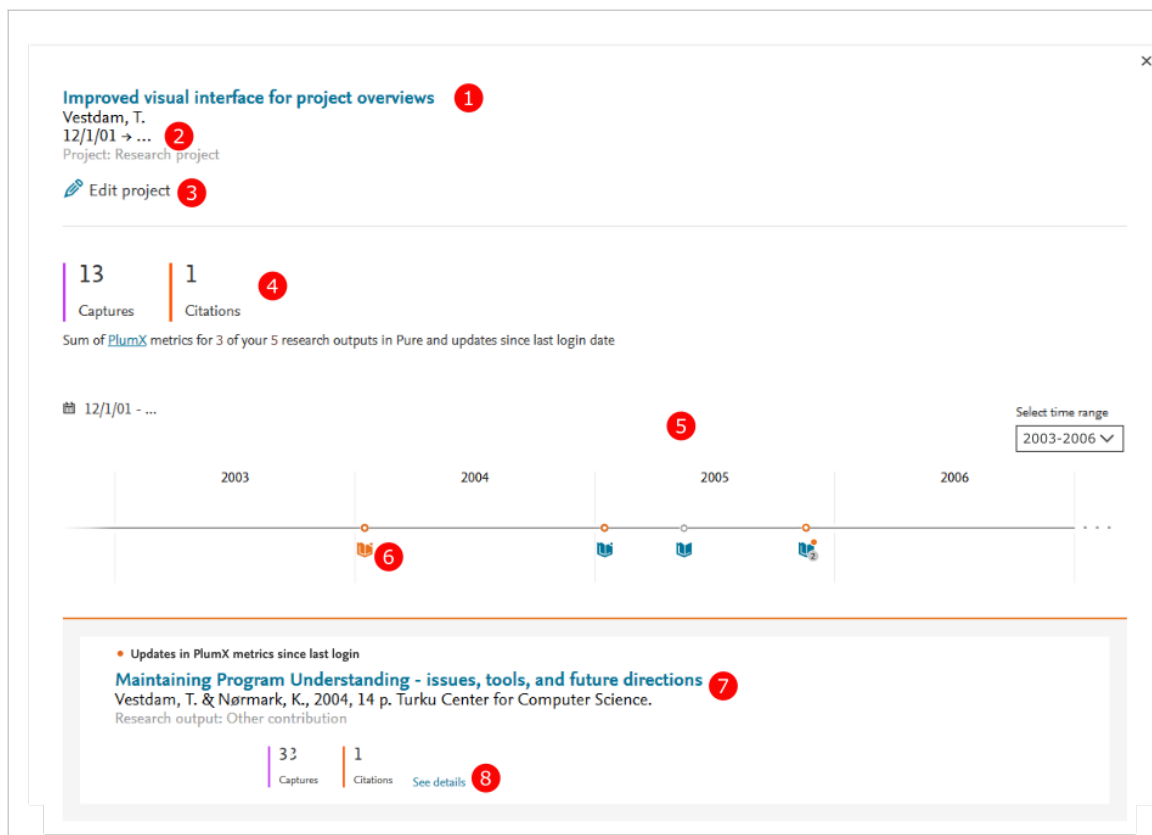 ×
Improved visual interface for project overviews 1
Vestdam, T.
12/1/01 → ... 2
Project: Research project
Edit project 3
13 1 4
Captures Citations
Sum of PlumX metrics for 3 of your 5 research outputs in Pure and updates since last login date
12/1/01 - ... 5 Select time range
2003-2006
2003 2004 2005 2006
6 2
Updates in PlumX metrics since last login
Maintaining Program Understanding - issues, tools, and future directions 7
Vestdam, T. & Nørmark, K., 2004, 14 p. Turku Center for Computer Science.
Research output: Other contribution
1
Captures Citations See details 8